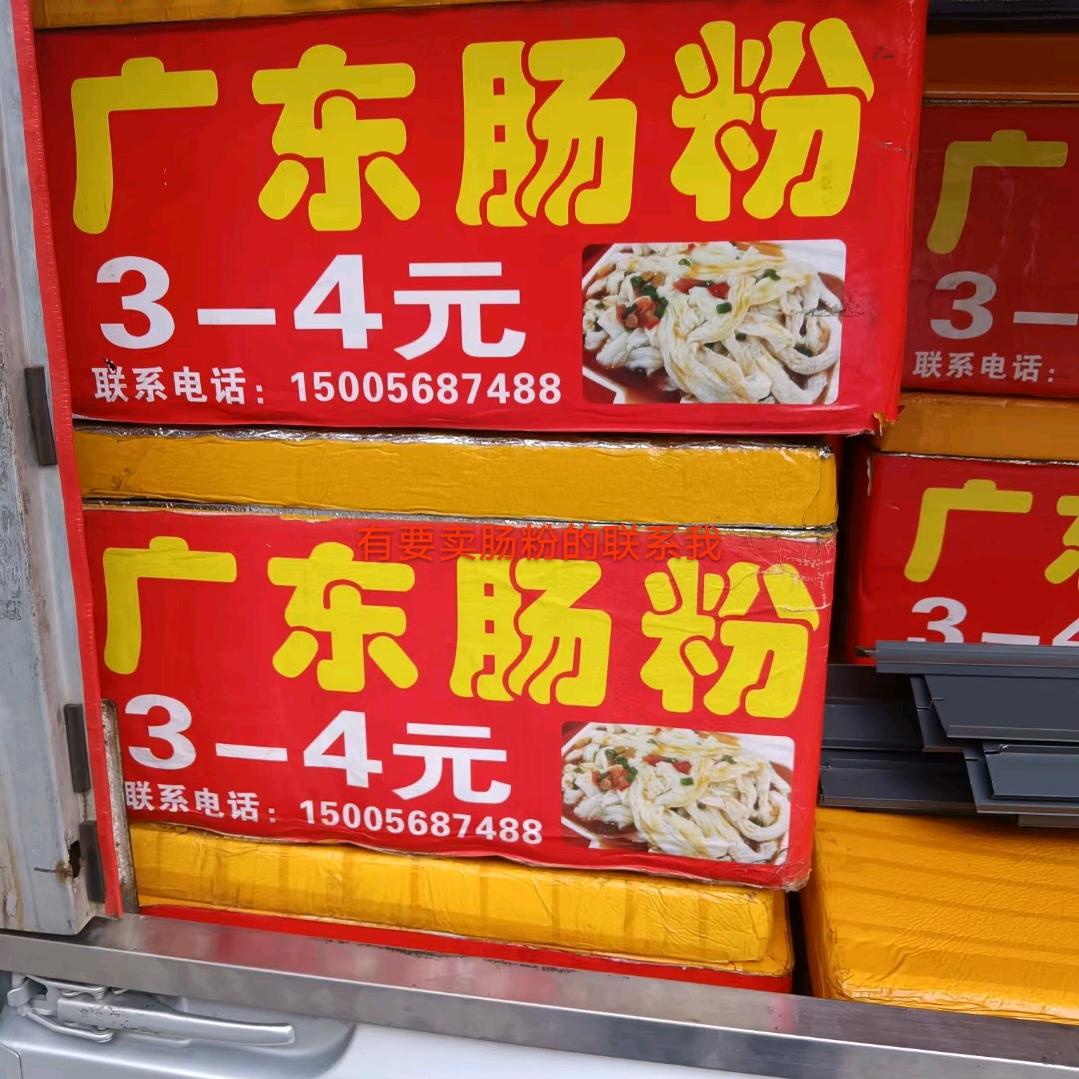 广东肠粉
3-4元
联系电话：15005687488
广
3-
联系电话：
有要卖肠粉的联系我
广东肠粉
3-4元
联系电话：15005687488
广
3-4